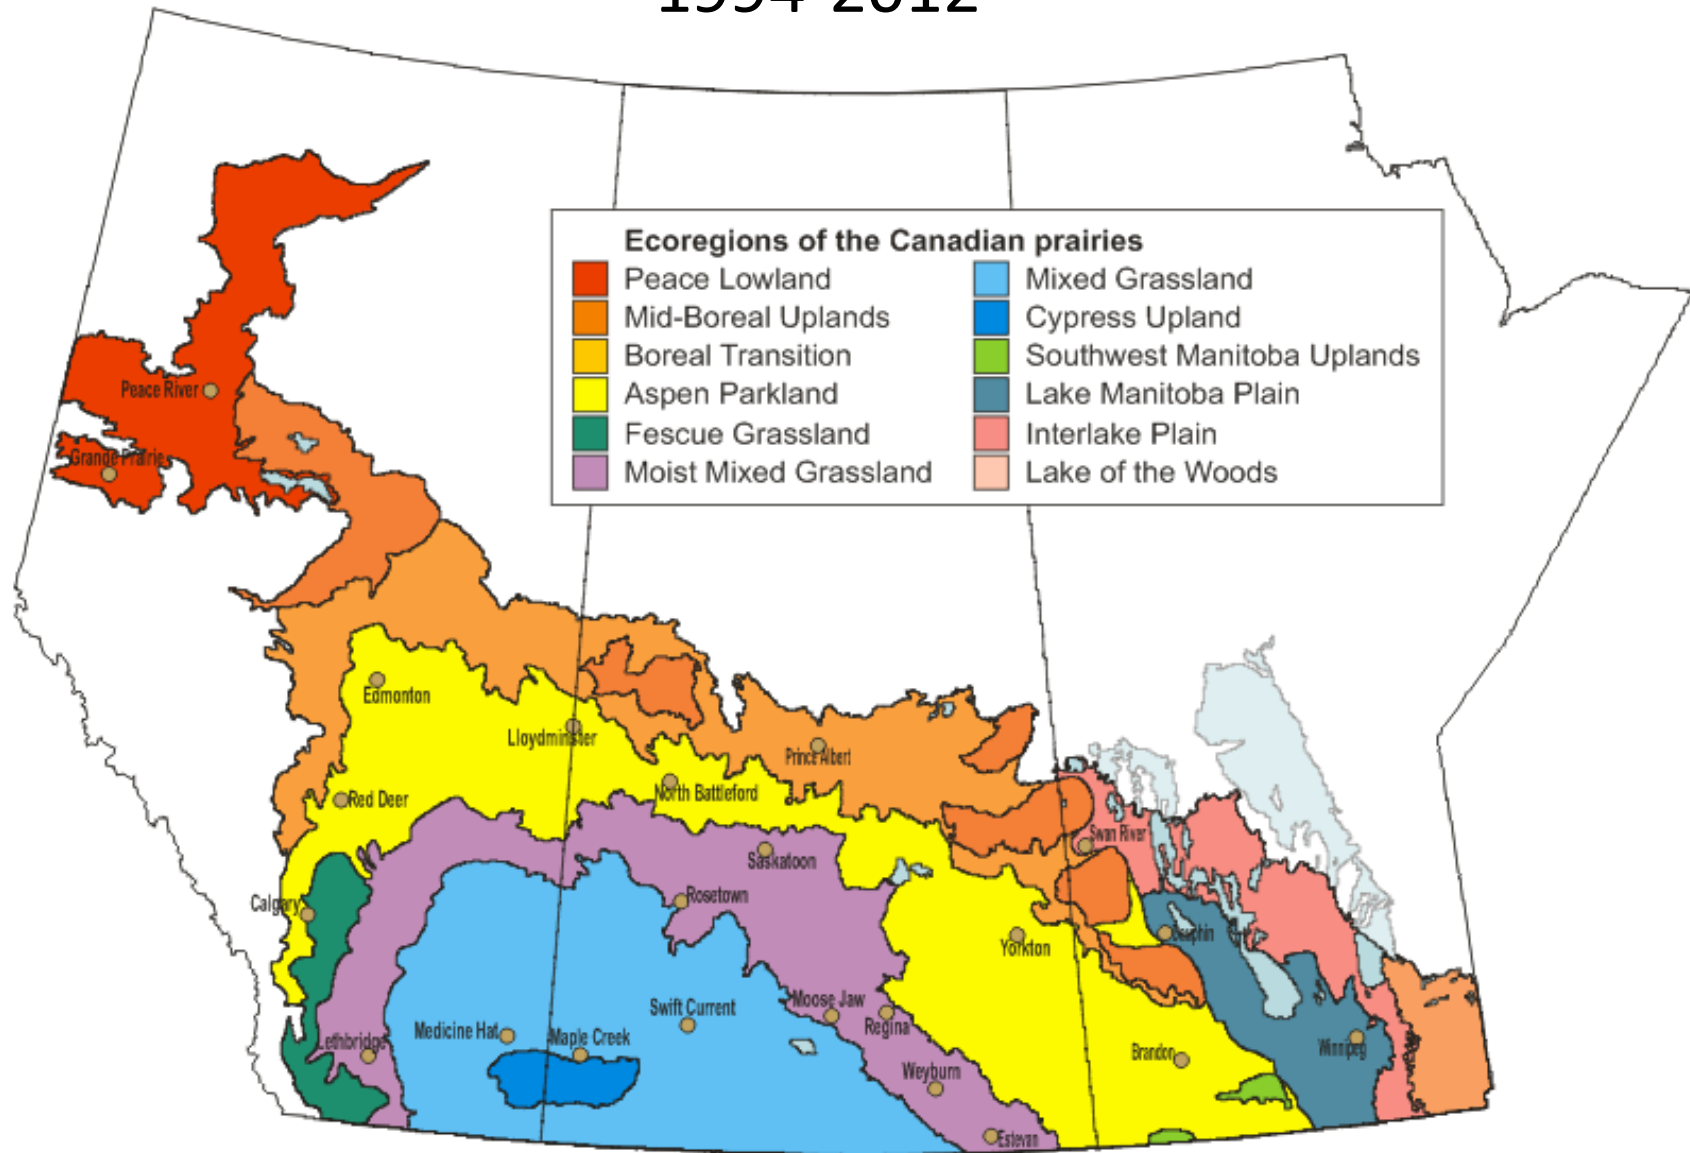 1994-2012
Ecoregions of the Canadian prairies
Peace Lowland
Mid-Boreal Uplands
Boreal Transition
Aspen Parkland
Fescue Grassland
Moist Mixed Grassland
Mixed Grassland
Cypress Upland
Southwest Manitoba Uplands
Lake Manitoba Plain
Interlake Plain
Lake of the Woods
Peace River
Grande Prairie
Edmonton
Lloydminster
Prince Albert
Red Deer
North Battleford
Swan River
Saskatoon
Rosetown
Calgary
Dauphin
Yorkton
Swift Current
Moose Jaw
Regina
Medicine Hat
Maple Creek
Lethbridge
Brandon
Winnipeg
Weyburn
Estevan